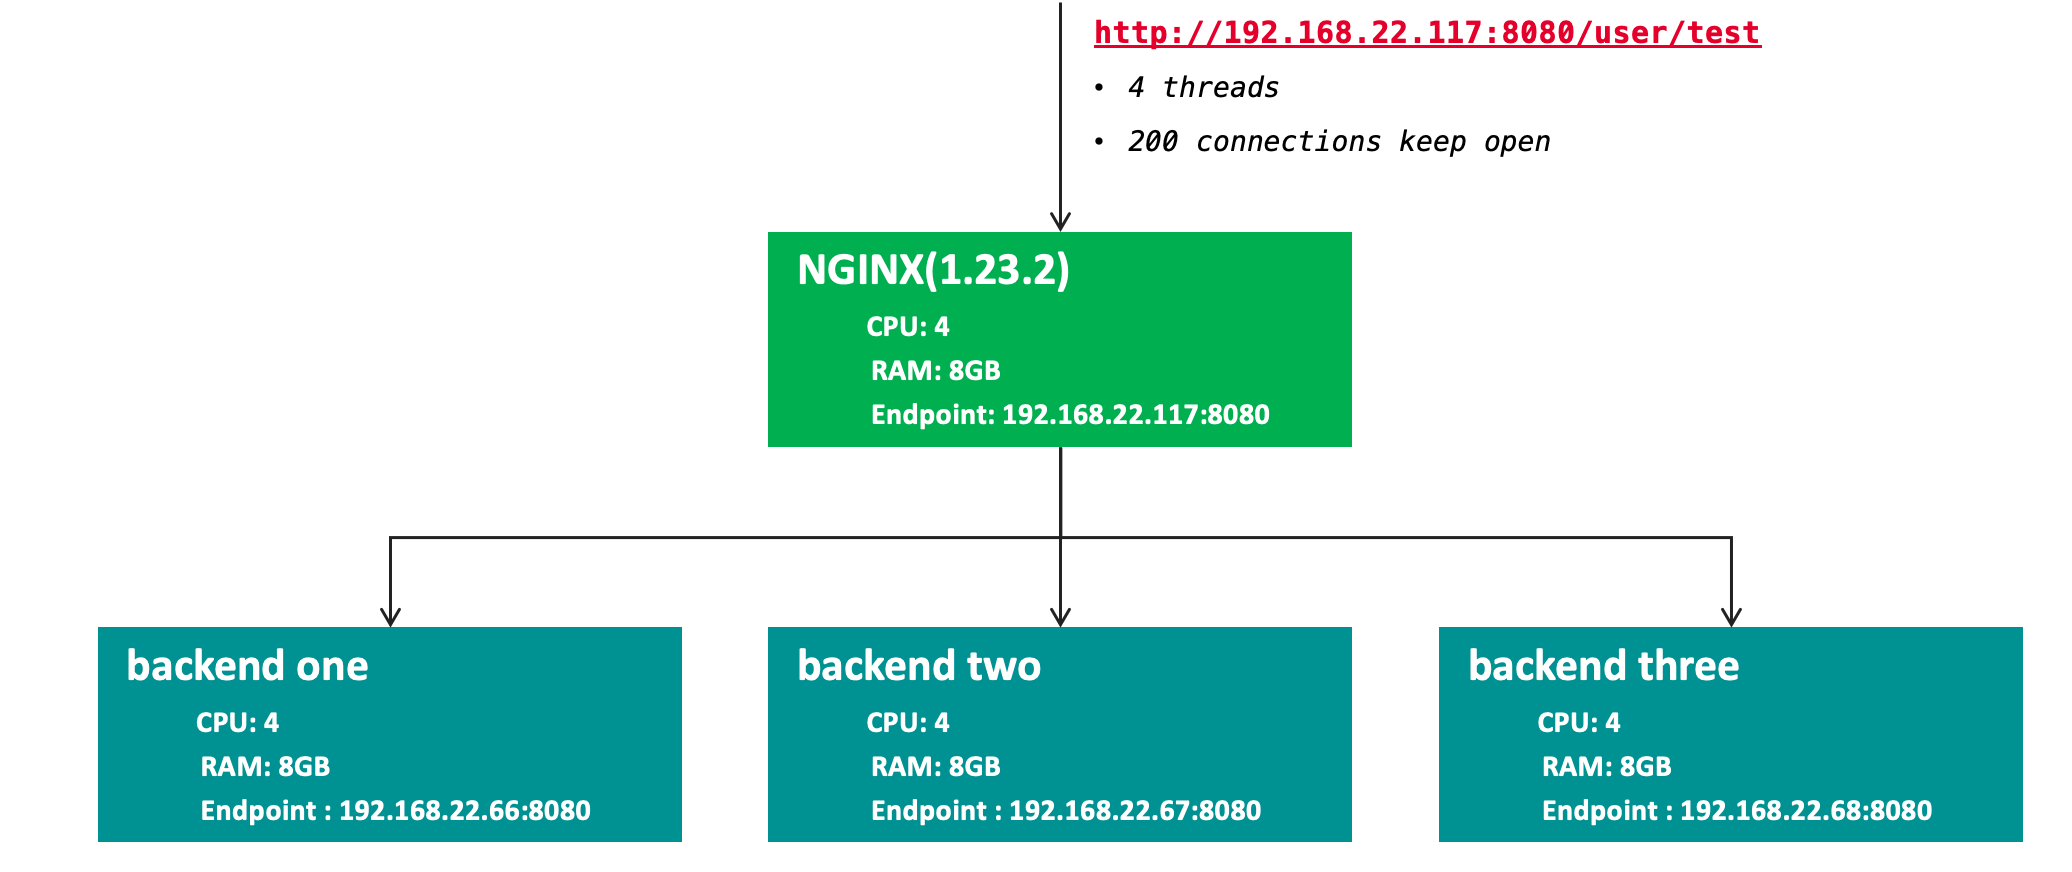 http://192.168.22.117:8080/user/test
• 4 threads
• 200 connections keep open
NGINX(1.23.2)
CPU: 4
RAM: 8GB
Endpoint: 192.168.22.117:8080
backend one
CPU: 4
RAM: 8GB
Endpoint : 192.168.22.66:8080
backend two
CPU: 4
RAM: 8GB
Endpoint : 192.168.22.67:8080
backend three
CPU: 4
RAM: 8GB
Endpoint : 192.168.22.68:8080